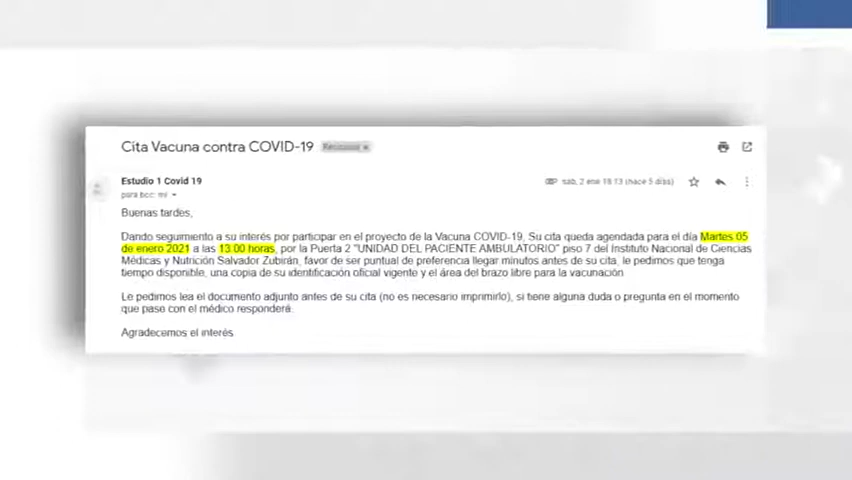 Cita Vacuna contra COVID-19
Estudio 1 Covid 19
sáb, 2 ene 18:13 (hace 5 días)
para bcc: mí
Buenas tardes,
Dando seguimiento a su interés por participar en el proyecto de la Vacuna COVID-19, Su cita queda agendada para el día Martes 05
de enero 2021 a las 13.00 horas, por la Puerta 2 "UNIDAD DEL PACIENTE AMBULATORIO" piso 7 del Instituto Nacional de Ciencias
Médicas y Nutrición Salvador Zubirán, favor de ser puntual de preferencia llegar minutos antes de su cita, le pedimos que tenga
tiempo disponible, una copia de su identificación oficial vigente y el área del brazo libre para la vacunación
Le pedimos lea el documento adjunto antes de su cita (no es necesario imprimirlo), si tiene alguna duda o pregunta en el momento
que pase con el médico responderá.
Agradecemos el interés